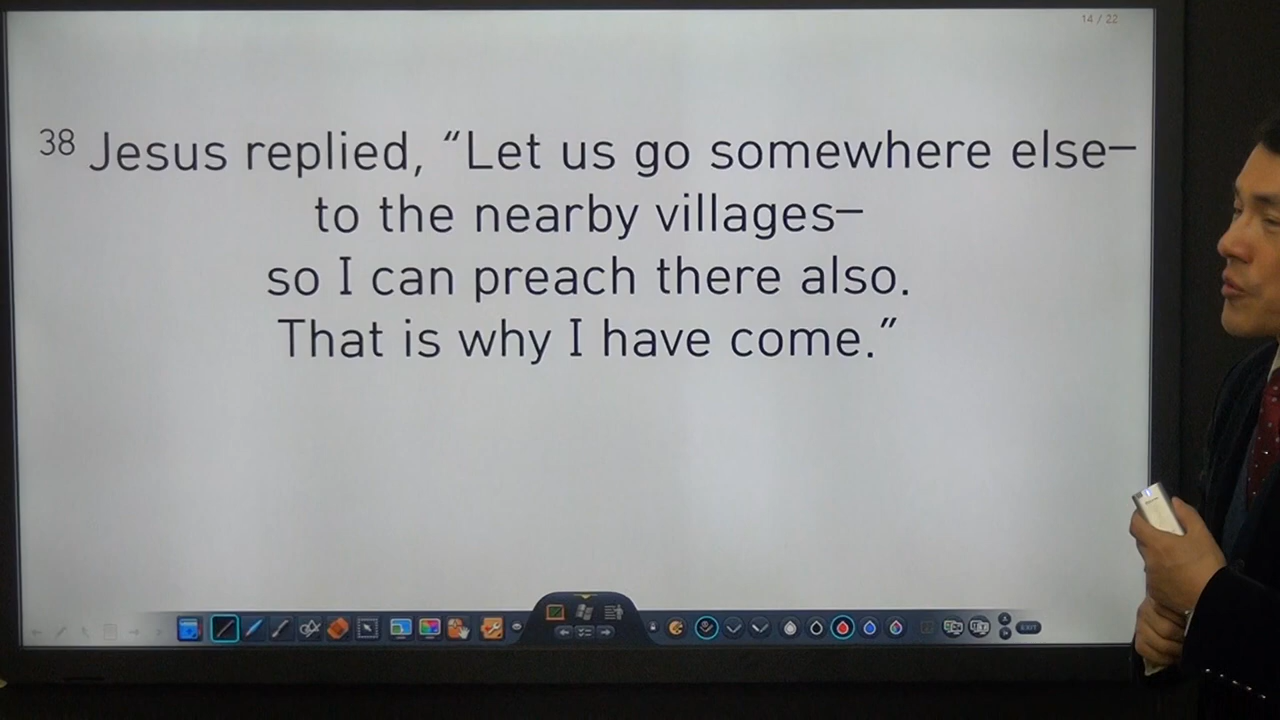 14 / 22
38 Jesus replied, “Let us go somewhere else—
to the nearby villages—
so I can preach there also.
That is why I have come.”
EXIT